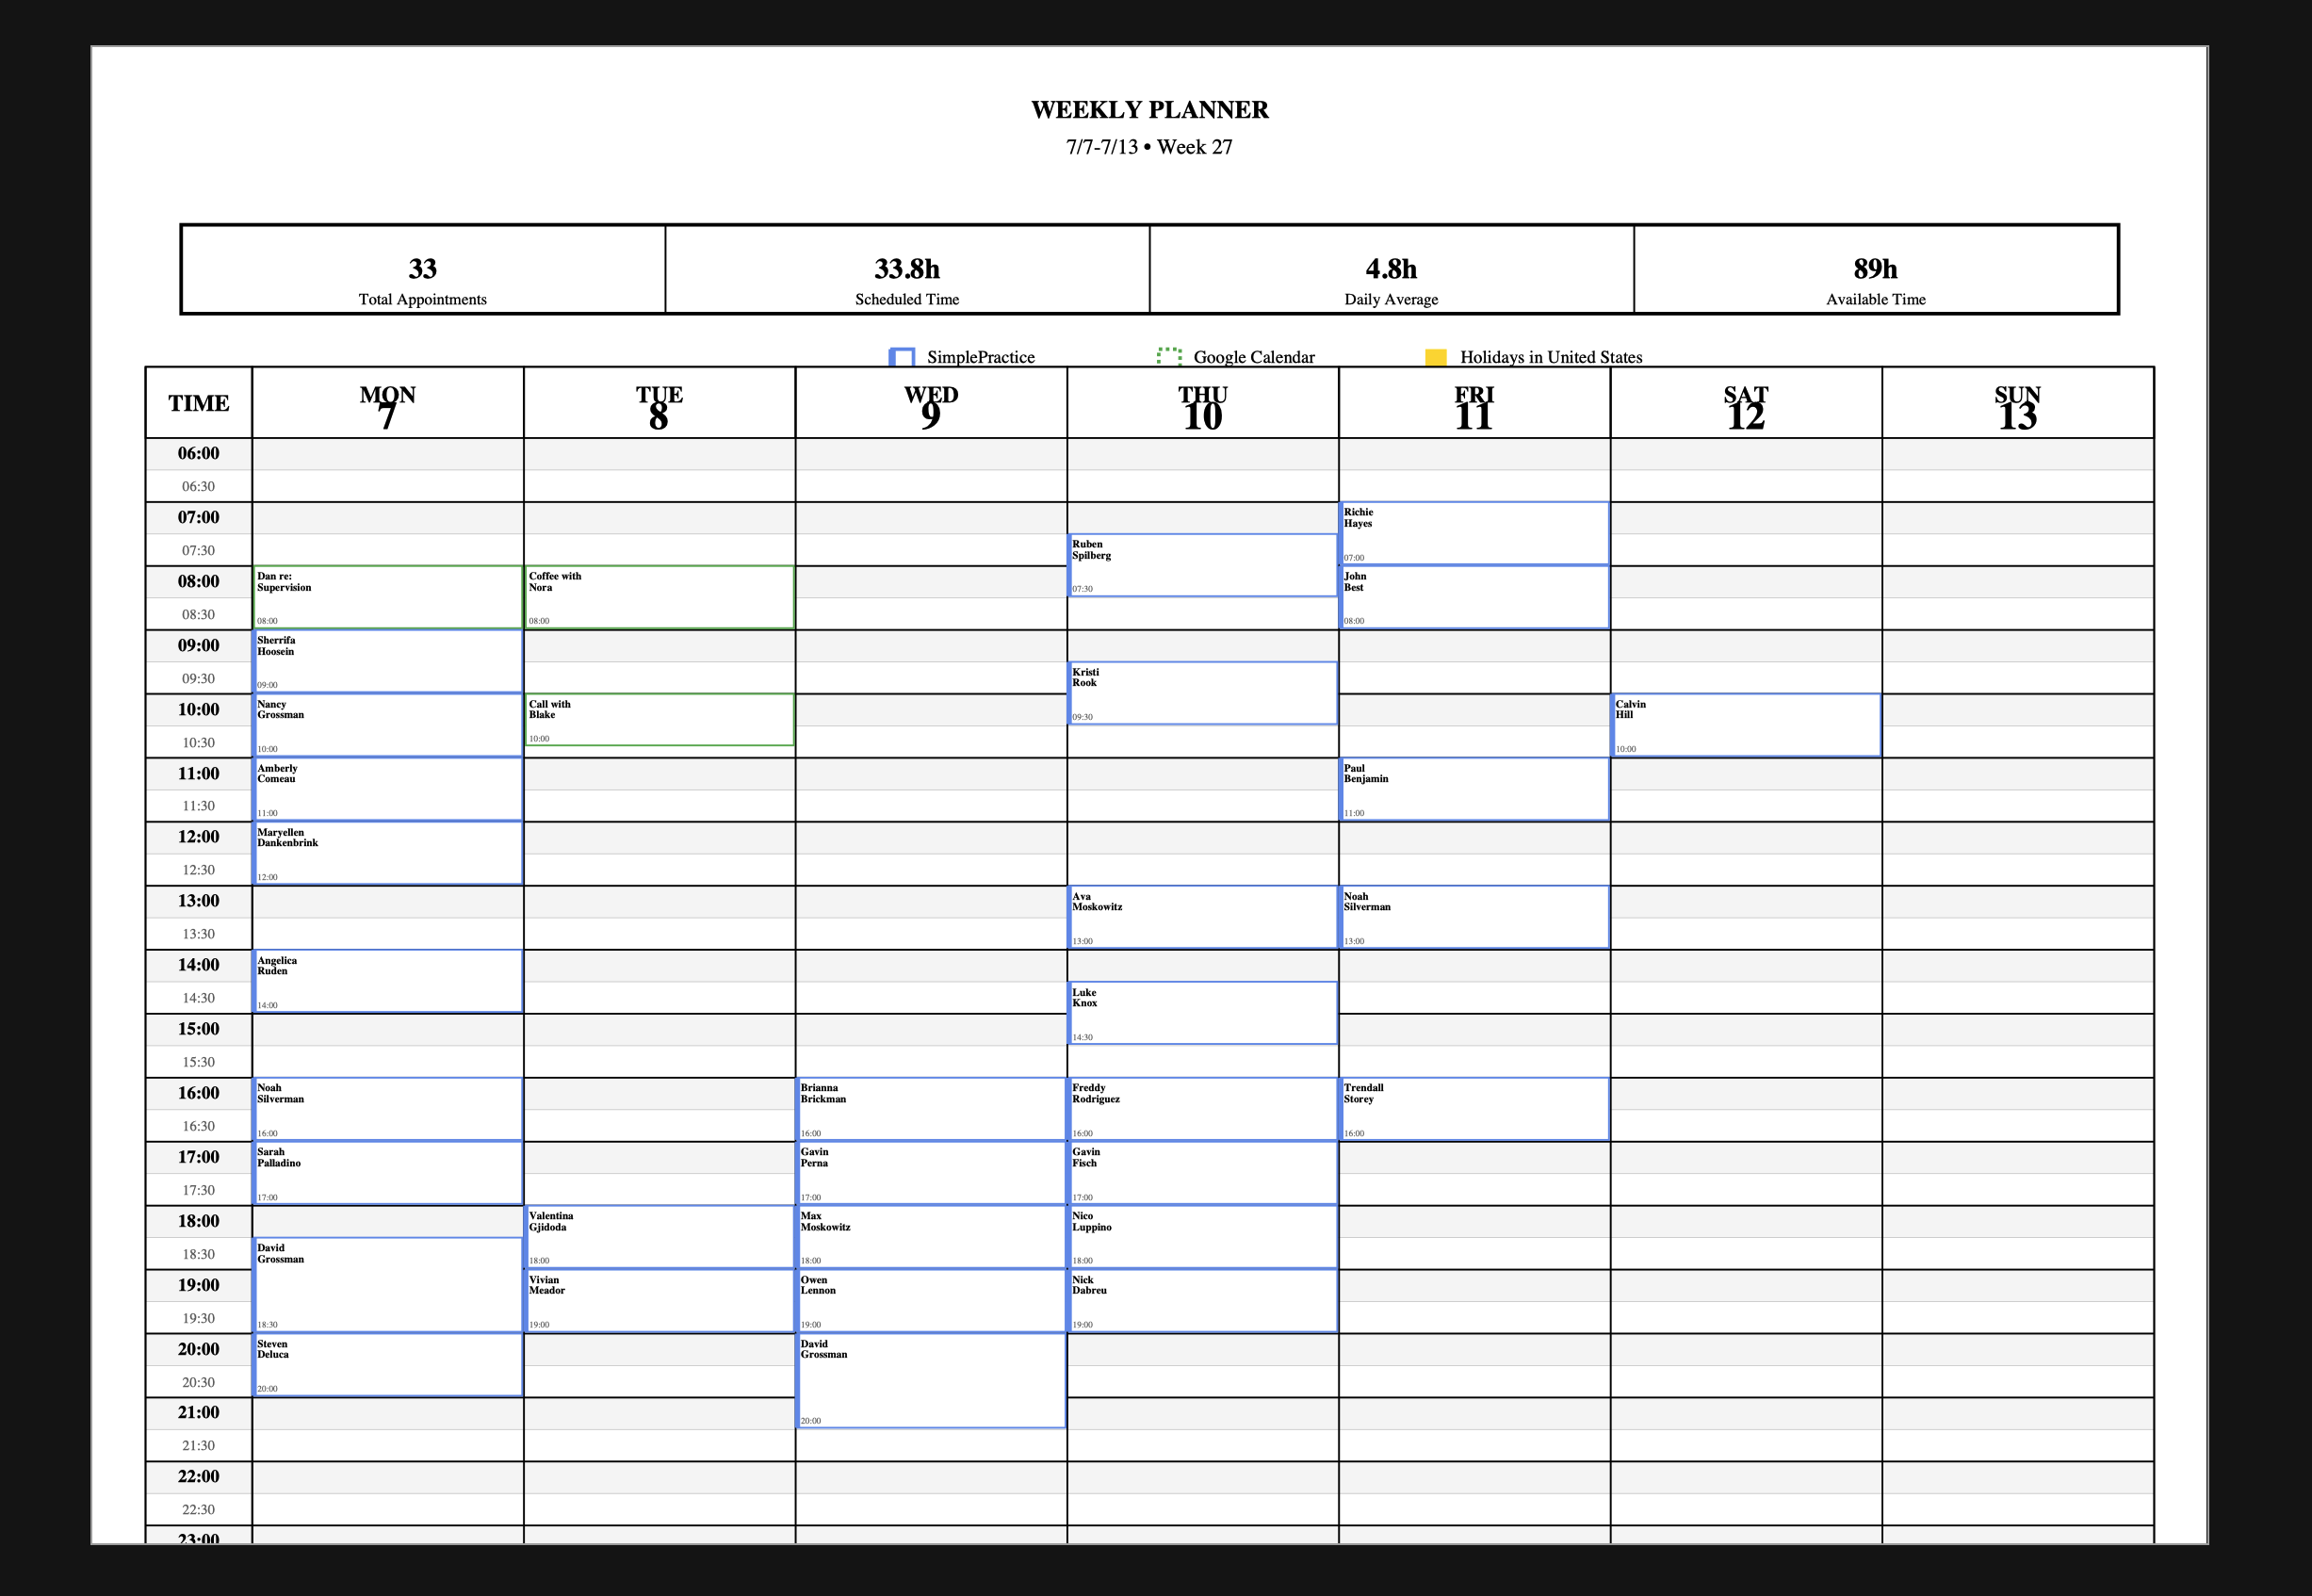 WEEKLY PLANNER
7/7-7/13 • Week 27
33
Total Appointments
33.8h
Scheduled Time
4.8h
Daily Average
89h
Available Time
SimplePractice
Google Calendar
Holidays in United States
TIME
MON
7
TUE
8
WED
9
THU
10
FRI
11
SAT
12
SUN
13
06:00
06:30
07:00
Richie
Hayes
07:00
07:30
Ruben
Spilberg
07:30
08:00
Dan re:
Supervision
08:00
Coffee with
Nora
08:00
John
Best
08:00
08:30
09:00
Sherrifa
Hoosein
09:00
09:30
Kristi
Rook
09:30
10:00
Nancy
Grossman
10:00
Call with
Blake
10:00
Calvin
Hill
10:00
10:30
11:00
Amberly
Comeau
11:00
Paul
Benjamin
11:00
11:30
12:00
Maryellen
Dankenbrink
12:00
12:30
13:00
Ava
Moskowitz
13:00
Noah
Silverman
13:00
13:30
14:00
Angelica
Ruden
14:00
14:30
Luke
Knox
14:30
15:00
15:30
16:00
Noah
Silverman
16:00
Brianna
Brickman
16:00
Freddy
Rodriguez
16:00
Trendall
Storey
16:00
16:30
17:00
Sarah
Palladino
17:00
Gavin
Perna
17:00
Gavin
Fisch
17:00
17:30
18:00
Valentina
Gjidoda
18:00
Max
Moskowitz
18:00
Nico
Luppino
18:00
18:30
David
Grossman
18:30
19:00
Vivian
Meador
19:00
Owen
Lennon
19:00
Nick
Dabreu
19:00
19:30
20:00
Steven
Deluca
20:00
David
Grossman
20:00
20:30
21:00
21:30
22:00
22:30
23:00